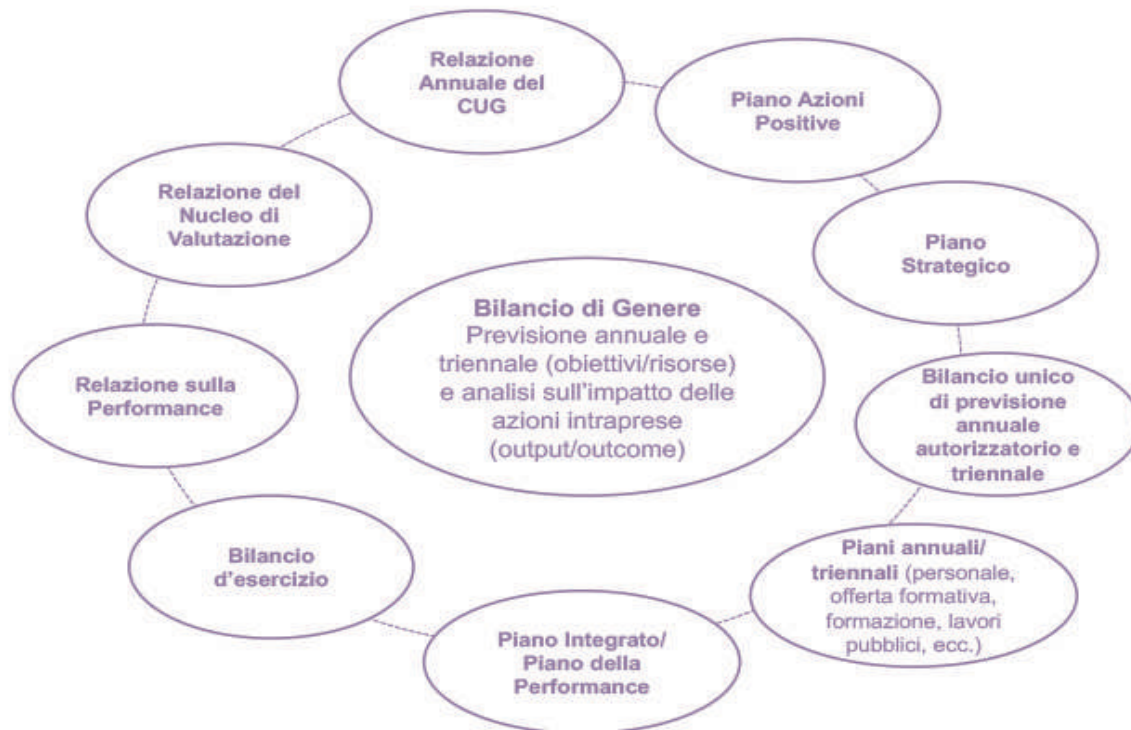 Relazione
Annuale del
CUG
Piano Azioni
Positive
Piano
Strategico
Bilancio unico
di previsione
annuale
autorizzatorio e
triennale
Piani annuali/
triennali (personale,
offerta formativa,
formazione, lavori
pubblici, ecc.)
Piano Integrato/
Piano della
Performance
Bilancio
d'esercizio
Relazione sulla
Performance
Relazione del
Nucleo di
Valutazione
Bilancio di Genere
Previsione annuale e
triennale (obiettivi/risorse)
e analisi sull'impatto delle
azioni intraprese
(output/outcome)